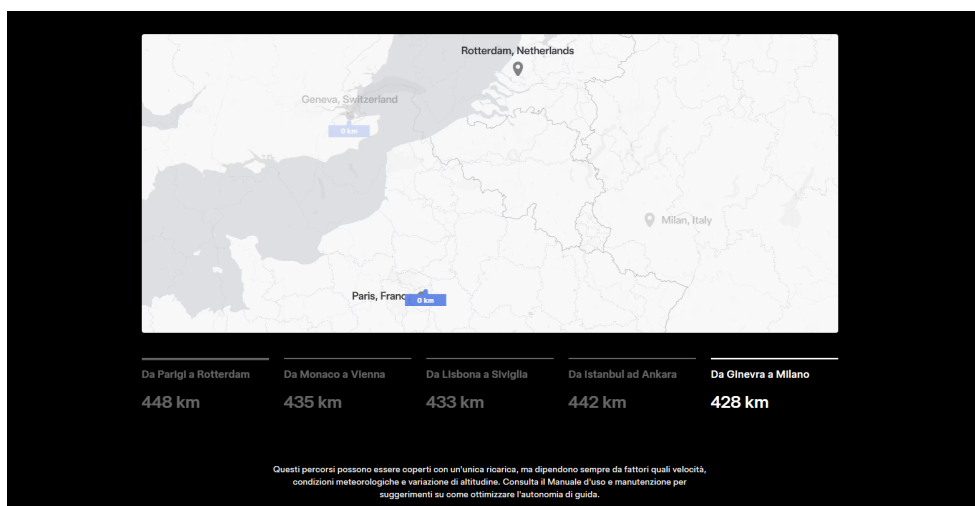 Rotterdam, Netherlands
Geneva, Switzerland
0 km
Milan, Italy
Paris, Franc
0 km
Da Parigi a Rotterdam
448 km
Da Monaco a Vienna
435 km
Da Lisbona a Siviglia
433 km
Da Istanbul ad Ankara
442 km
Da Ginevra a Milano
428 km
Questi percorsi possono essere coperti con un'unica ricarica, ma dipendono sempre da fattori quali velocità,
condizioni meteorologiche e variazione di altitudine. Consulta il Manuale d'uso e manutenzione per
suggerimenti su come ottimizzare l'autonomia di guida.